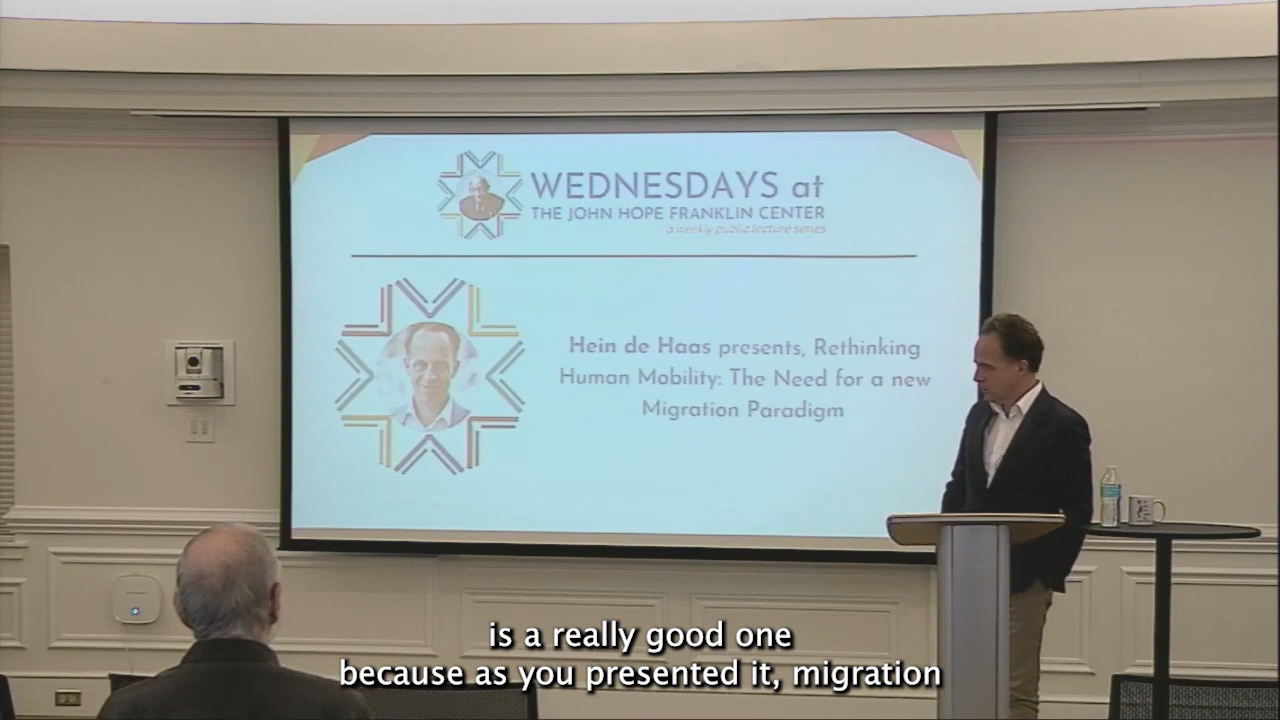 WEDNESDAYS at
THE JOHN HOPE FRANKLIN CENTER
a weekly public lecture series
Hein de Haas presents, Rethinking
Human Mobility: The Need for a new
Migration Paradigm
is a really good one
because as you presented it, migration